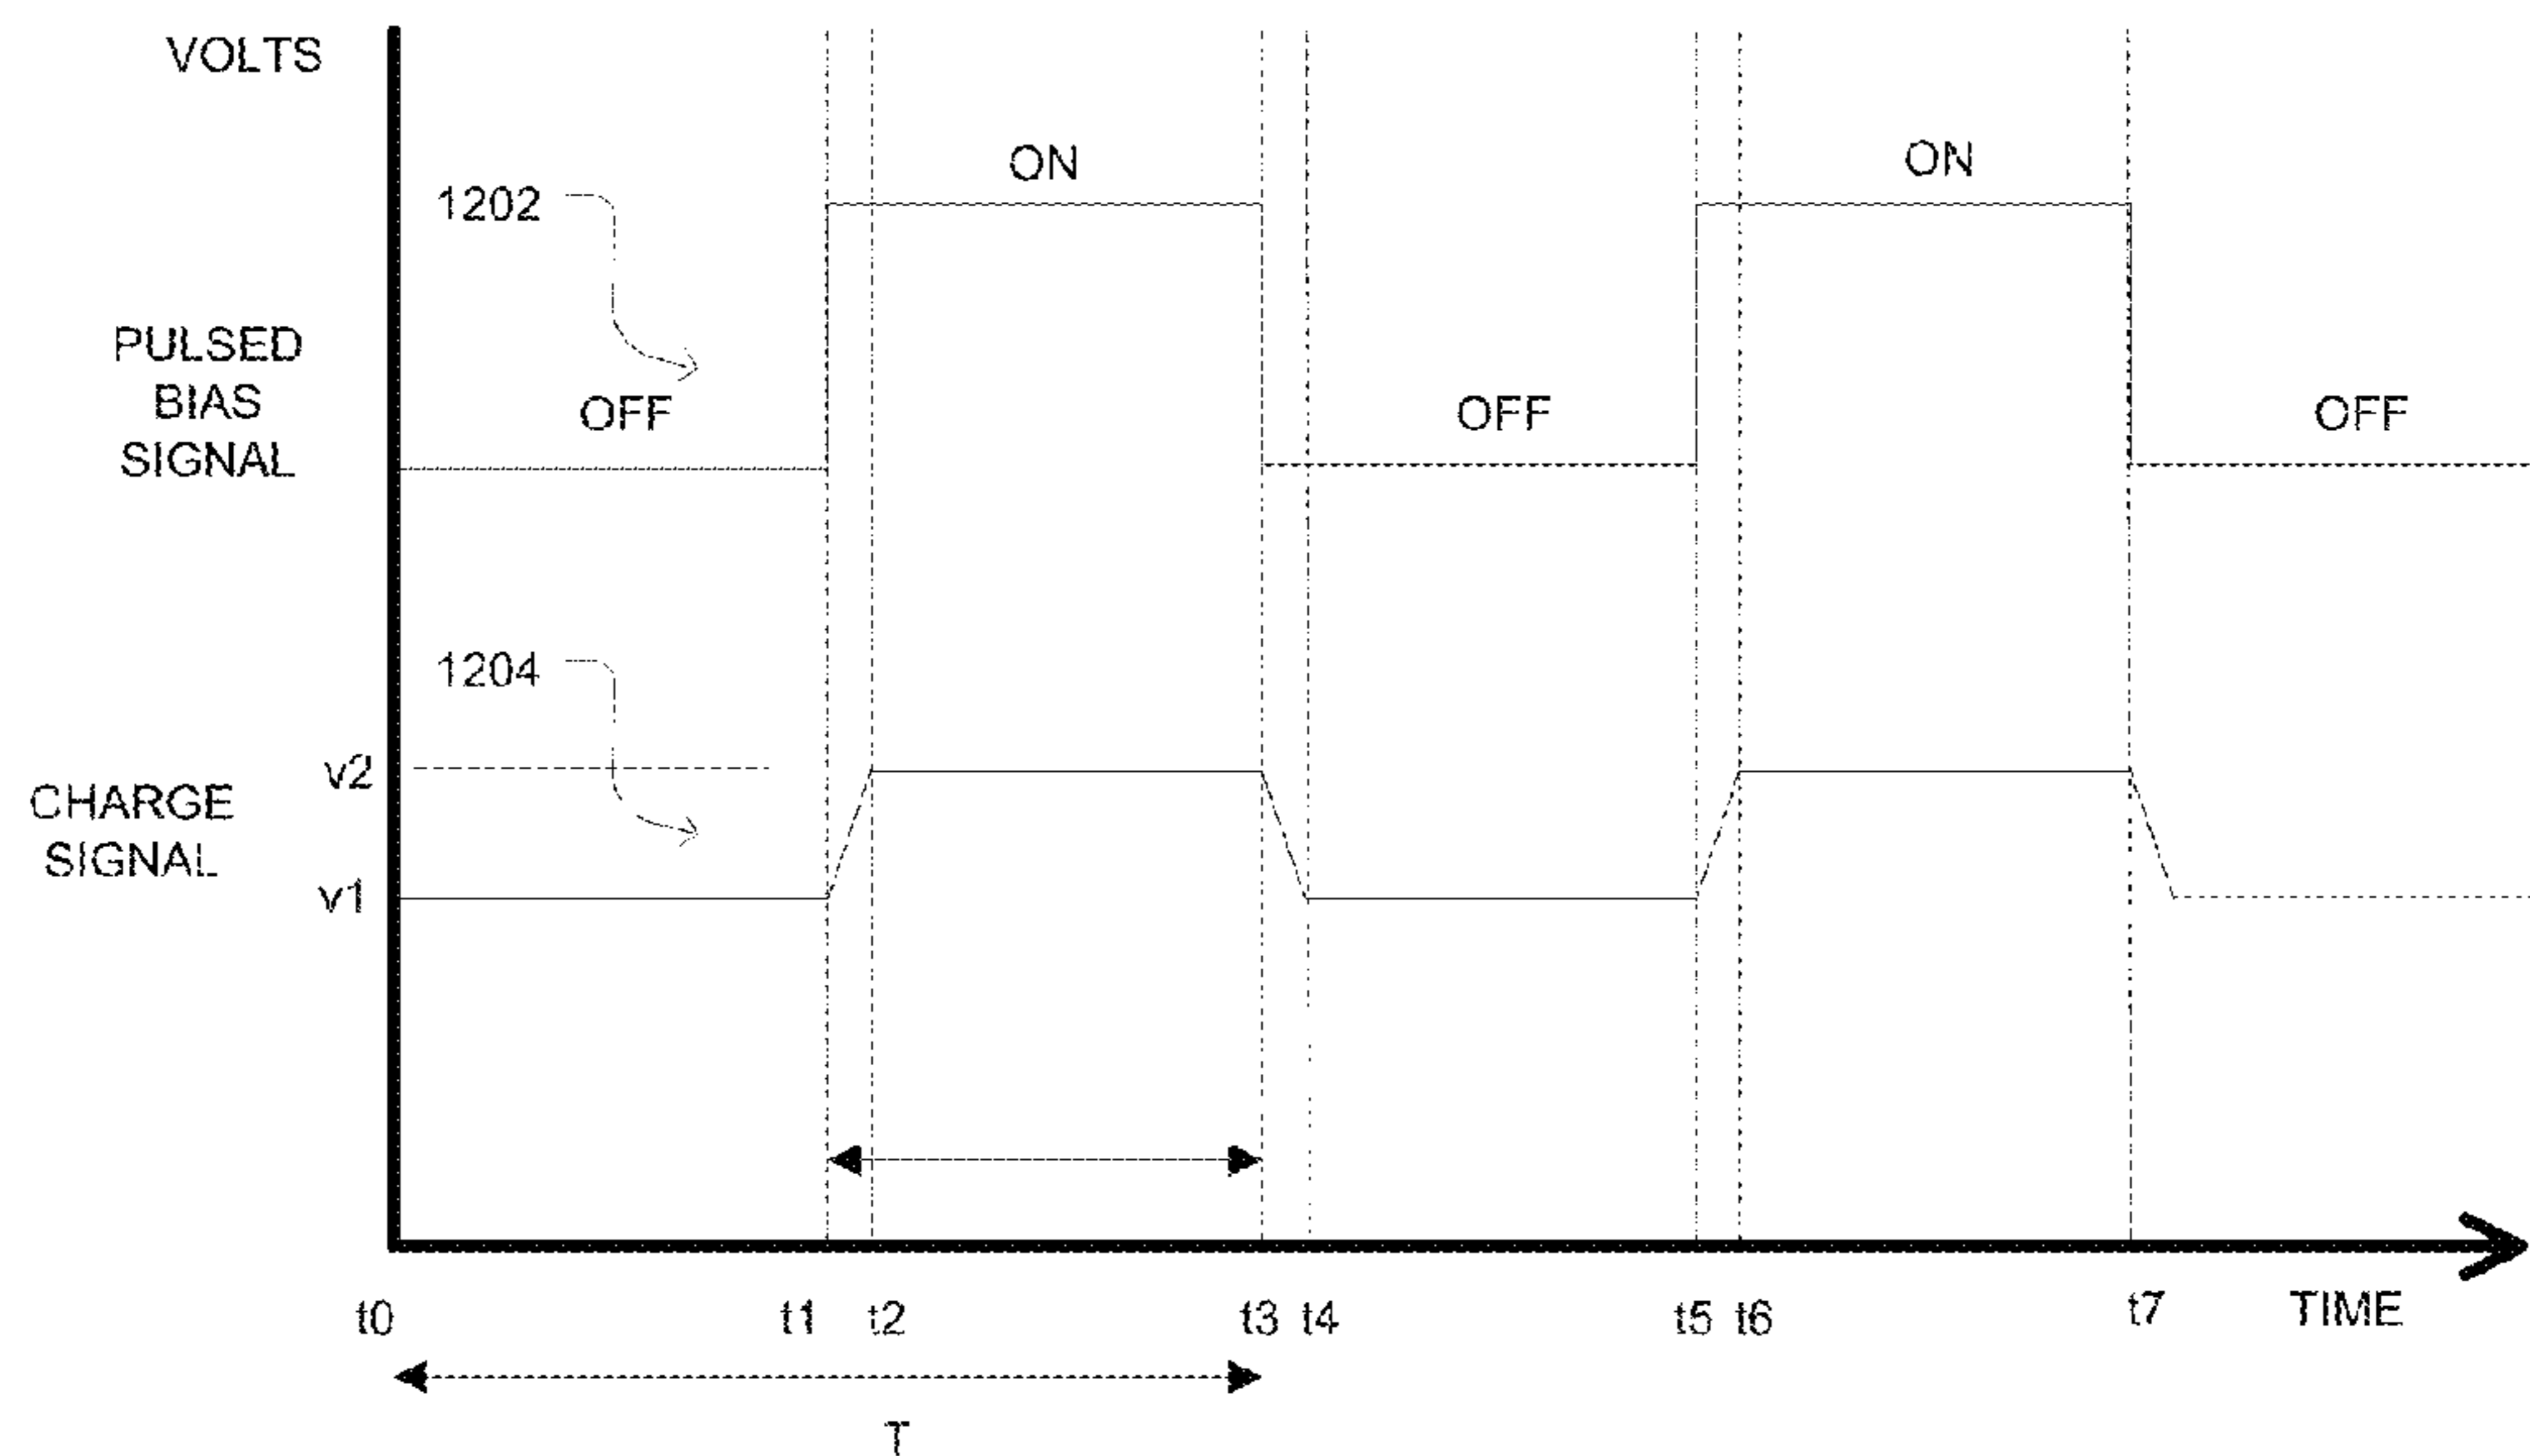 VOLTS
ON
ON
1202
PULSED
BIAS
SIGNAL
OFF
OFF
OFF
1204
v2
CHARGE
SIGNAL
v1
t0 t1 t2 t3 t4 t5 t6 t7 TIME
T